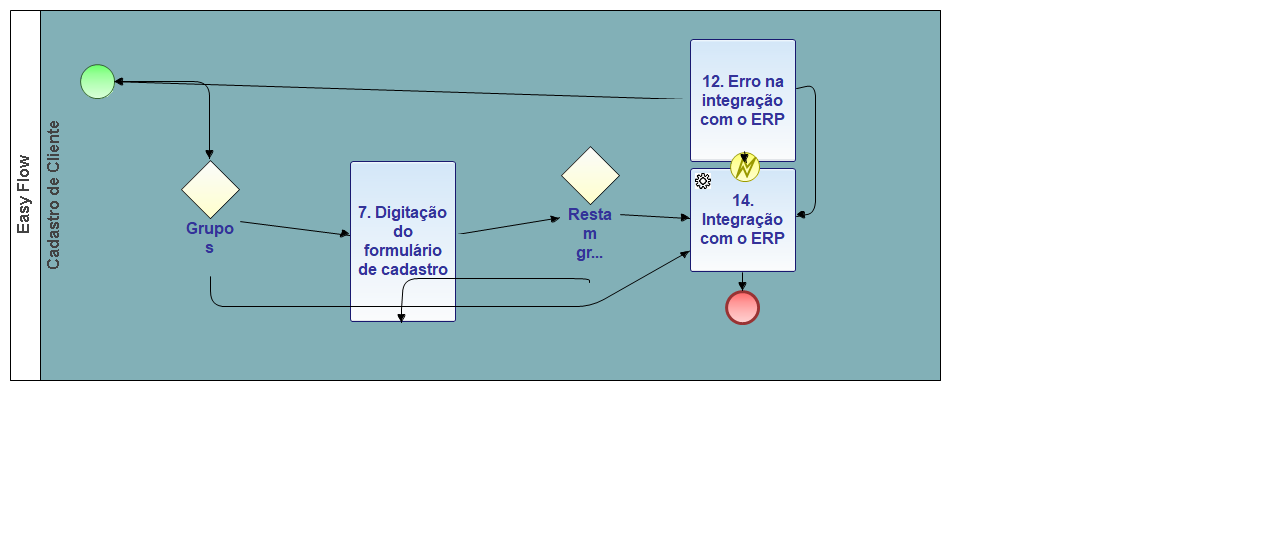 Easy Flow
Cadastro de Cliente
Grupo
s
7. Digitação
do
formulário
de cadastro
Resta
m
gr...
12. Erro na
integração
com o ERP
14.
Integração
com o ERP